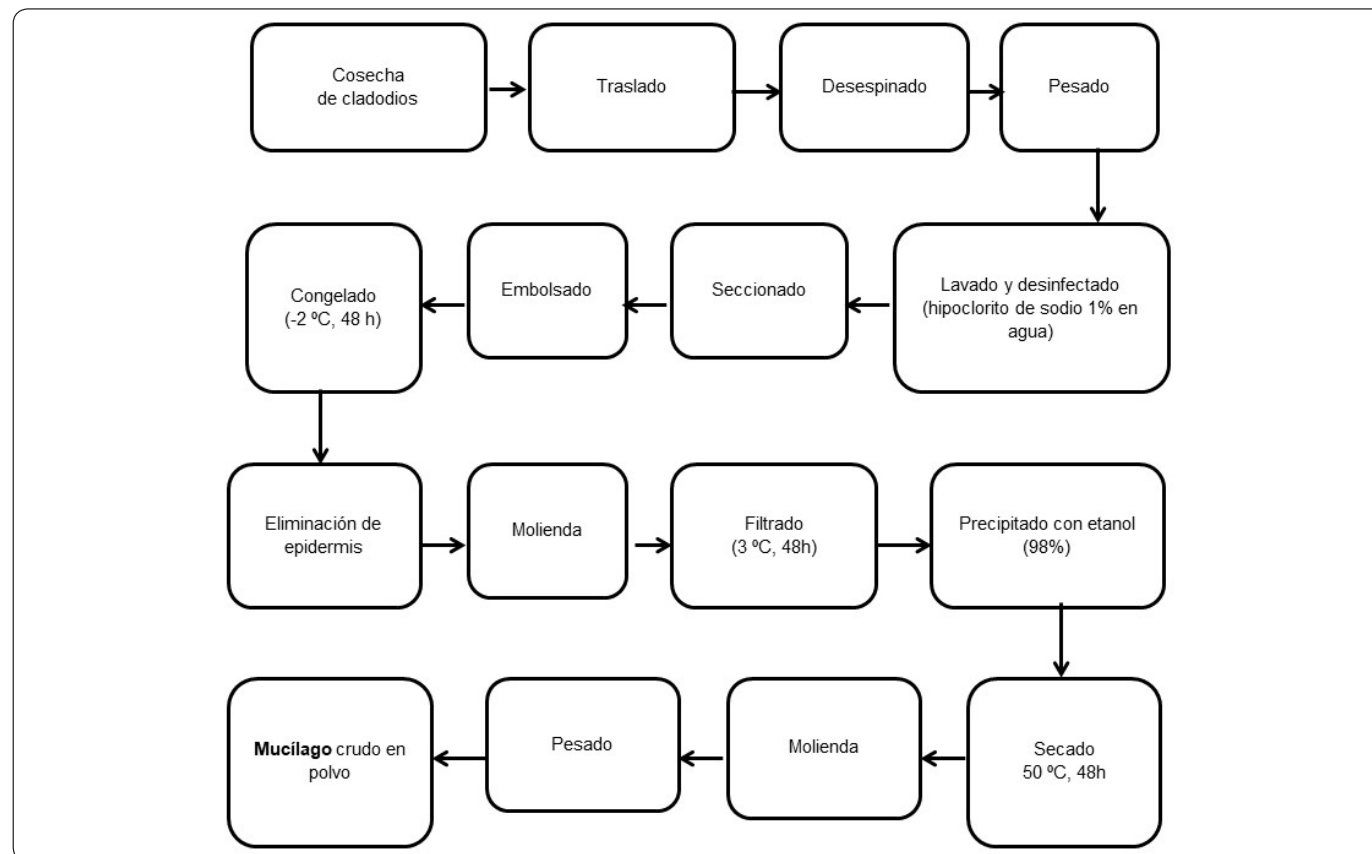 Cosecha
de cladodios
Traslado
Desespinado
Pesado
Lavado y desinfectado
(hipoclorito de sodio 1% en
agua)
Seccionado
Embolsado
Congelado
(-2 ºC, 48 h)
Eliminación de
epidermis
Molienda
Filtrado
(3 ºC, 48h)
Precipitado con etanol
(98%)
Secado
50 ºC, 48h
Molienda
Pesado
Mucílago crudo en
polvo